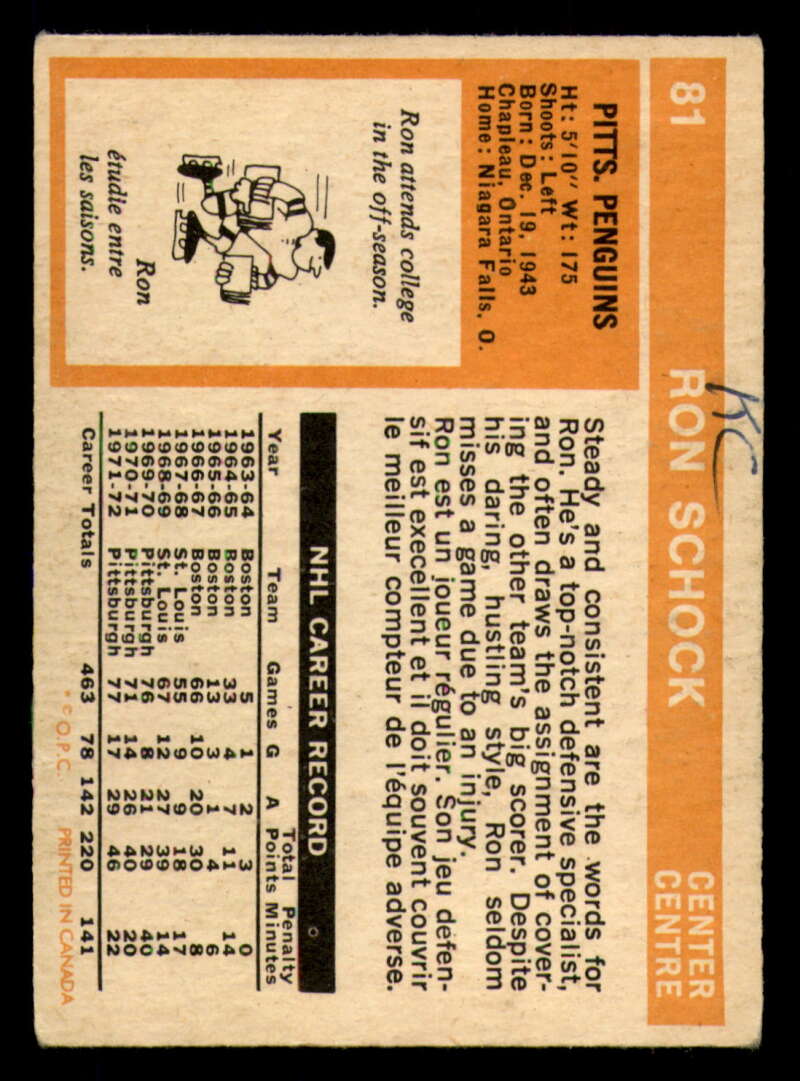 81
RON SCHOCK
CENTER
CENTRE
KC
PITTS. PENGUINS
Ht: 5'10" Wt: 175
Shoots: Left
Born: Dec. 19, 1943
Chapleau, Ontario
Home: Niagara Falls, O.
Ron attends college
in the off-season.
Ron
étudie entre
les saisons.
Steady and consistent are the words for
Ron. He's a top-notch defensive specialist,
and often draws the assignment of cover-
ing the other team's big scorer. Despite
his daring, hustling style, Ron seldom
misses a game due to an injury.
Ron est un joueur régulier. Son jeu défen-
sif est execellent et il doit souvent couvrir
le meilleur compteur de l'équipe adverse.
NHL CAREER RECORD
Year Team Games G A Total Points Penalty Minutes
1963-64 Boston 5 1 2 3 0
1964-65 Boston 33 4 7 11 14
1965-66 Boston 13 3 1 4 6
1966-67 Boston 66 10 20 30 8
1967-68 St. Louis 55 9 9 18 17
1968-69 St. Louis 67 12 27 39 14
1969-70 Pittsburgh 76 8 21 29 40
1970-71 Pittsburgh 71 14 26 40 20
1971-72 Pittsburgh 77 17 29 46 22
Career Totals 463 78 142 220 141
* © O.P.C. PRINTED IN CANADA